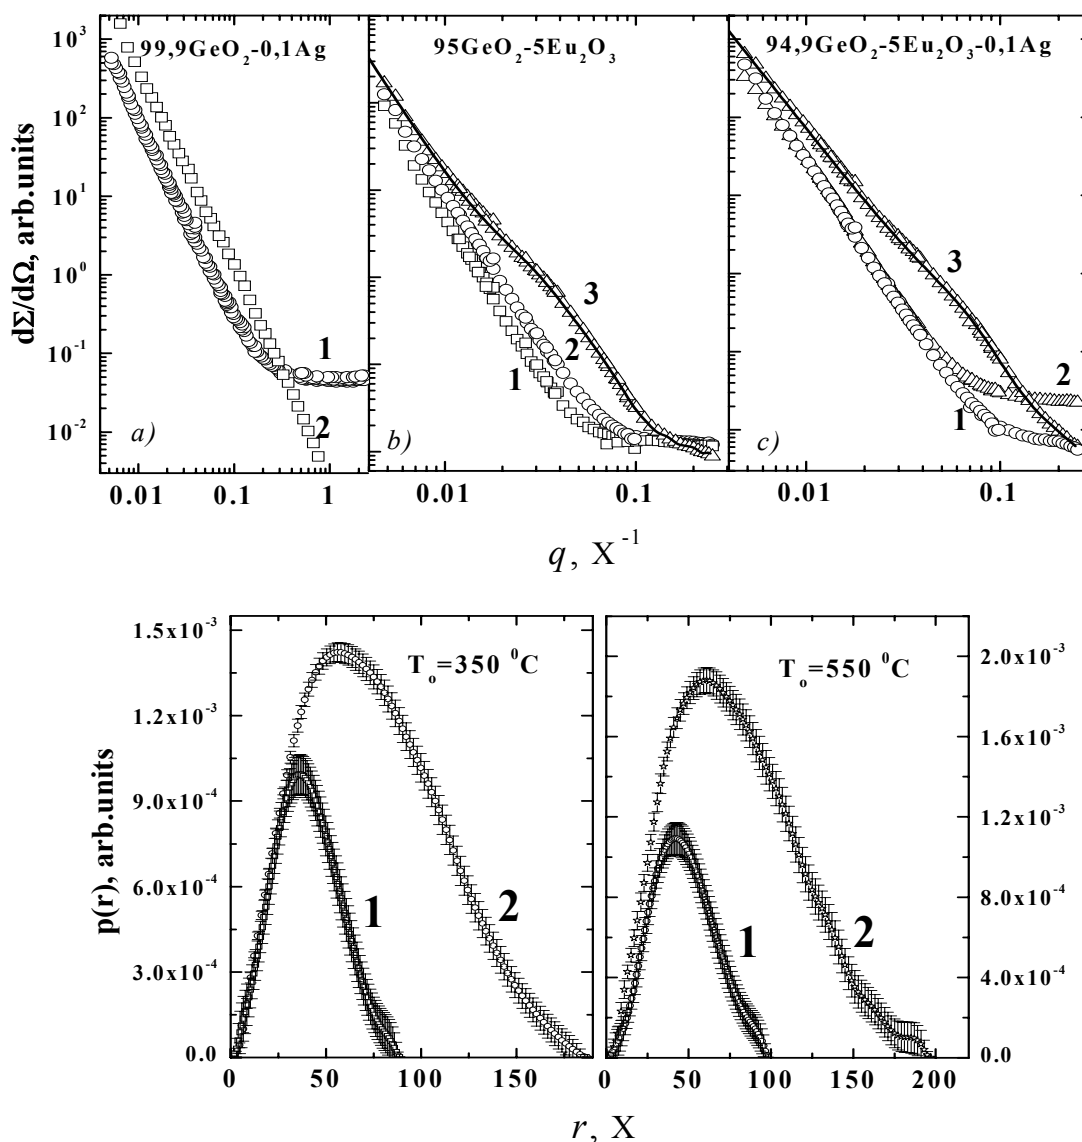 99,9GeO₂-0,1Ag
95GeO₂-5Eu₂O₃
94,9GeO₂-5Eu₂O₃-0,1Ag
10³
10²
10¹
10⁰
10⁻¹
10⁻²
dΣ/dΩ, arb.units
1
2
a)
3
2
1
b)
3
2
1
c)
0.01 0.1 1
0.01 0.1
0.01 0.1
q, X⁻¹
1.5x10⁻³
1.2x10⁻³
9.0x10⁻⁴
6.0x10⁻⁴
3.0x10⁻⁴
0.0
p(r), arb.units
Tₒ=350 ⁰C
1
2
Tₒ=550 ⁰C
1
2
2.0x10⁻³
1.6x10⁻³
1.2x10⁻³
8.0x10⁻⁴
4.0x10⁻⁴
0.0
0 50 100 150
0 50 100 150 200
r, X